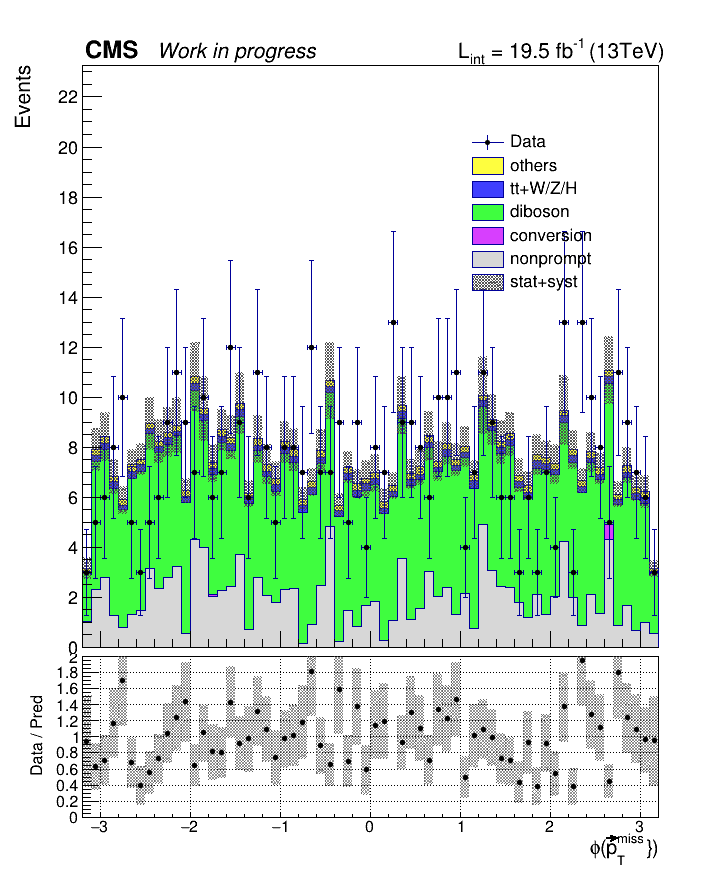 CMS Work in progress L_int = 19.5 fb^-1 (13TeV)
Events
22
20
18
16
14
12
10
8
6
4
2
0
Data
others
tt+W/Z/H
diboson
conversion
nonprompt
stat+syst
Data / Pred
2
1.8
1.6
1.4
1.2
1
0.8
0.6
0.4
0.2
0
−3 −2 −1 0 1 2 3
ϕ(p⃗_T^miss })